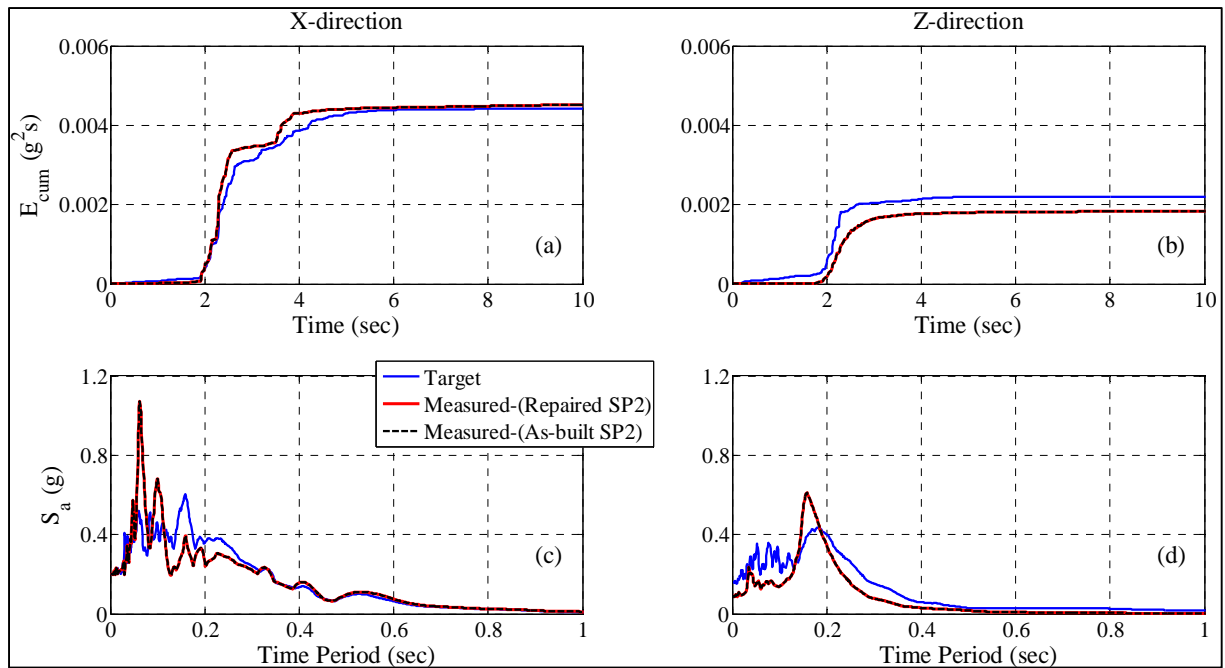 X-direction
Z-direction
E_cum (g²s)
0.006
0.004
0.002
0
0 2 4 6 8 10
Time (sec)
(a)
0.006
0.004
0.002
0
0 2 4 6 8 10
Time (sec)
(b)
S_a (g)
1.2
0.8
0.4
0
0 0.2 0.4 0.6 0.8 1
Time Period (sec)
(c)
Target
Measured-(Repaired SP2)
Measured-(As-built SP2)
1.2
0.8
0.4
0
0 0.2 0.4 0.6 0.8 1
Time Period (sec)
(d)